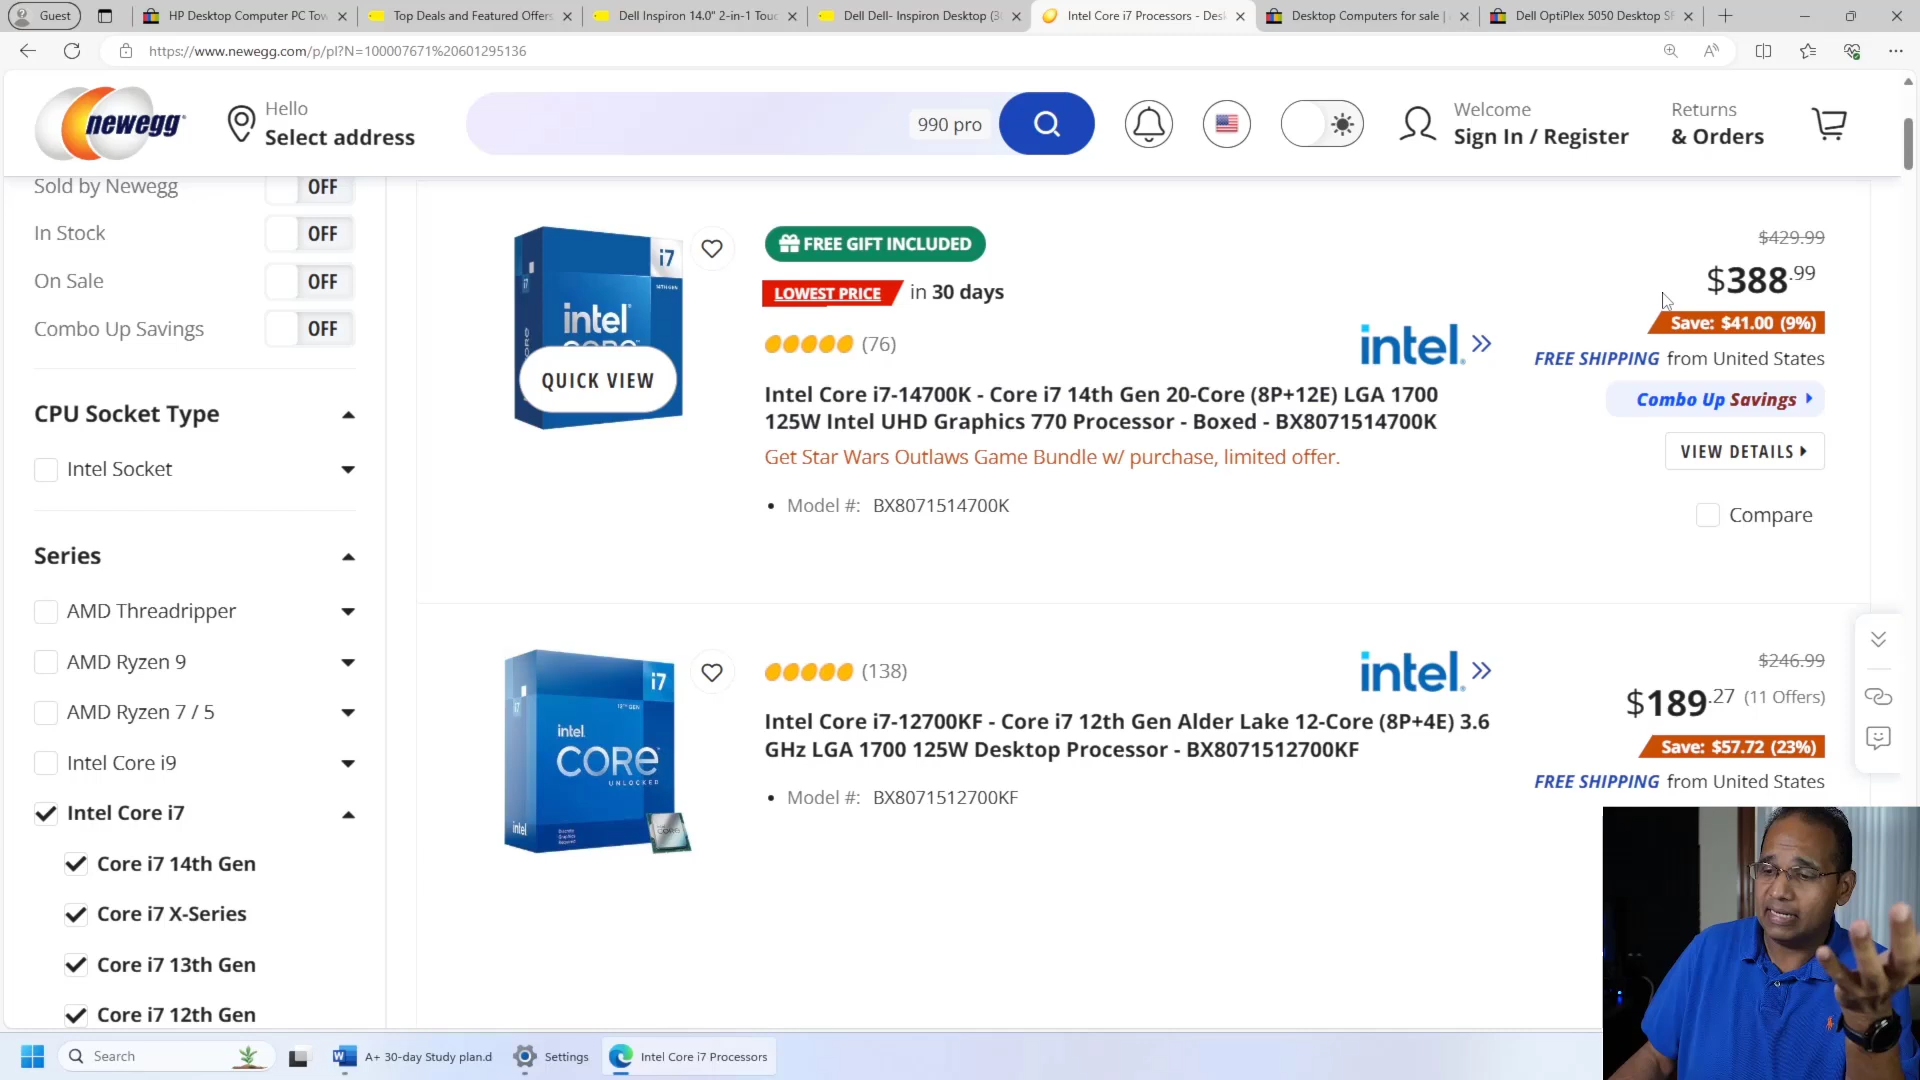 Guest
HP Desktop Computer PC Tow
Top Deals and Featured Offers
Dell Inspiron 14.0" 2-in-1 Touc
Dell Dell- Inspiron Desktop (3
Intel Core i7 Processors - Desk
Desktop Computers for sale |
Dell OptiPlex 5050 Desktop SF
https://www.newegg.com/p/pl?N=100007671%20601295136
newegg
Hello
Select address
990 pro
Welcome
Sign In / Register
Returns
& Orders
Sold by Newegg
OFF
In Stock
OFF
On Sale
OFF
Combo Up Savings
OFF
CPU Socket Type
Intel Socket
Series
AMD Threadripper
AMD Ryzen 9
AMD Ryzen 7 / 5
Intel Core i9
Intel Core i7
Core i7 14th Gen
Core i7 X-Series
Core i7 13th Gen
Core i7 12th Gen
i7
intel
CORE
QUICK VIEW
FREE GIFT INCLUDED
LOWEST PRICE in 30 days
(76)
intel
Intel Core i7-14700K - Core i7 14th Gen 20-Core (8P+12E) LGA 1700
125W Intel UHD Graphics 770 Processor - Boxed - BX8071514700K
Get Star Wars Outlaws Game Bundle w/ purchase, limited offer.
Model #: BX8071514700K
$429.99
$388.99
Save: $41.00 (9%)
FREE SHIPPING from United States
Combo Up Savings
VIEW DETAILS
Compare
i7
12TH GEN
intel
CORE
UNLOCKED
intel
(138)
intel
Intel Core i7-12700KF - Core i7 12th Gen Alder Lake 12-Core (8P+4E) 3.6
GHz LGA 1700 125W Desktop Processor - BX8071512700KF
Model #: BX8071512700KF
$246.99
$189.27 (11 Offers)
Save: $57.72 (23%)
FREE SHIPPING from United States
Search
A+ 30-day Study plan.d
Settings
Intel Core i7 Processors